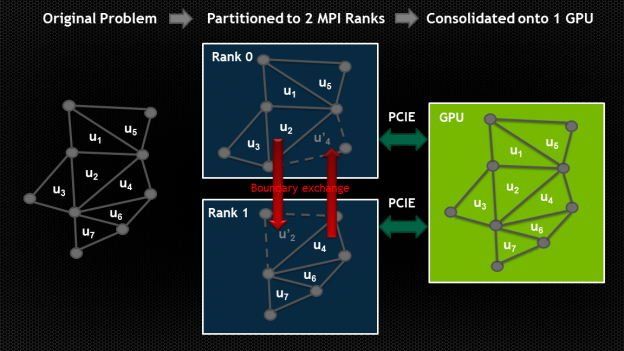 Original Problem
Partitioned to 2 MPI Ranks
Consolidated onto 1 GPU
u1
u5
u2
u3
u4
u6
u7
Rank 0
u1
u5
u2
u'4
u3
Boundary exchange
Rank 1
u'2
u4
u6
u7
PCIE
PCIE
GPU
u1
u5
u2
u3
u4
u6
u7